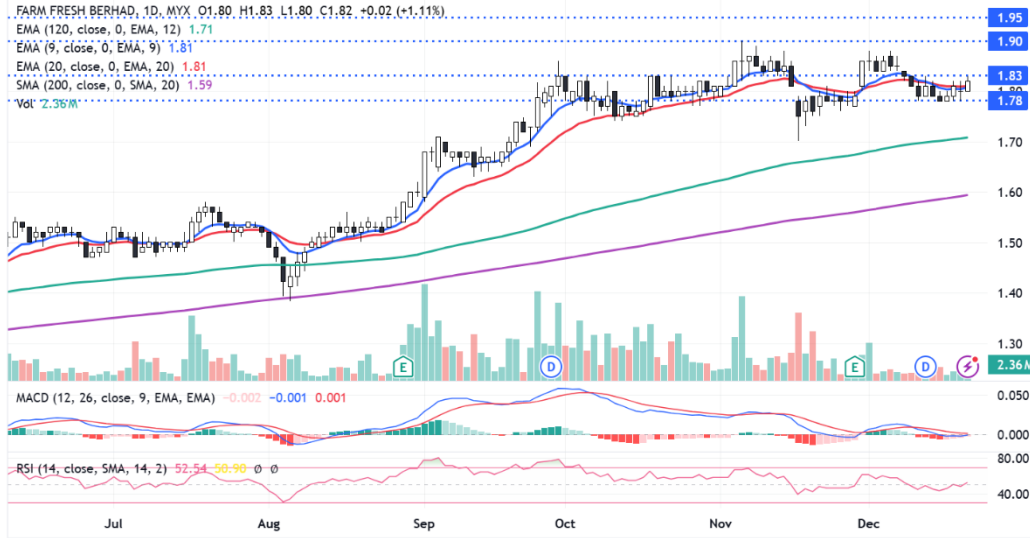 FARM FRESH BERHAD, 1D, MYX O1.80 H1.83 L1.80 C1.82 +0.02 (+1.11%)
EMA (120, close, 0, EMA, 12) 1.71
EMA (9, close, 0, EMA, 9) 1.81
EMA (20, close, 0, EMA, 20) 1.81
SMA (200, close, 0, SMA, 20) 1.59
Vol 2.36M
1.95
1.90
1.83
1.80
1.78
1.70
1.60
1.50
1.40
1.30
2.36M
E
D
E
D
MACD (12, 26, close, 9, EMA, EMA) -0.002 -0.001 0.001
0.050
0.000
RSI (14, close, SMA, 14, 2) 52.54 50.90 ø ø
80.00
40.00
Jul Aug Sep Oct Nov Dec